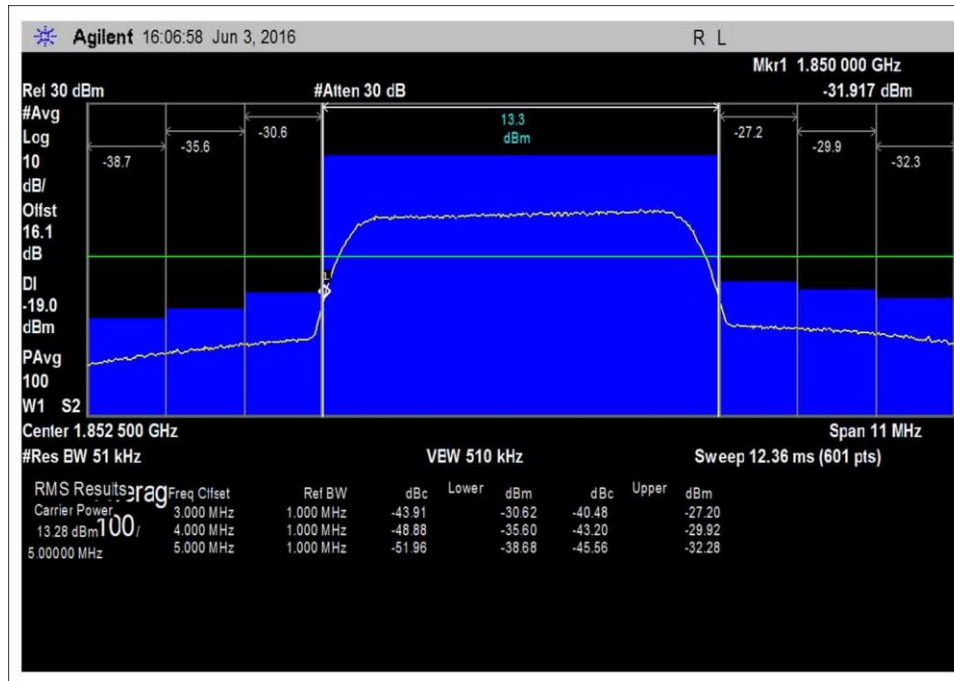 Agilent 16:06:58 Jun 3, 2016 R L
Mkr1 1.850 000 GHz
Ref 30 dBm #Atten 30 dB -31.917 dBm
#Avg
Log
10
dB/
Offst
16.1
dB
DI
-19.0
dBm
PAvg
100
W1 S2
-38.7 -35.6 -30.6 13.3 dBm -27.2 -29.9 -32.3
1
Center 1.852 500 GHz Span 11 MHz
#Res BW 51 kHz VBW 510 kHz Sweep 12.36 ms (601 pts)
RMS Results Freq Offset Ref BW dBc Lower dBm dBc Upper dBm
Carrier Power 3.000 MHz 1.000 MHz -43.91 -30.62 -40.48 -27.20
13.28 dBm 100/ 4.000 MHz 1.000 MHz -48.88 -35.60 -43.20 -29.92
5.00000 MHz 5.000 MHz 1.000 MHz -51.96 -38.68 -45.56 -32.28